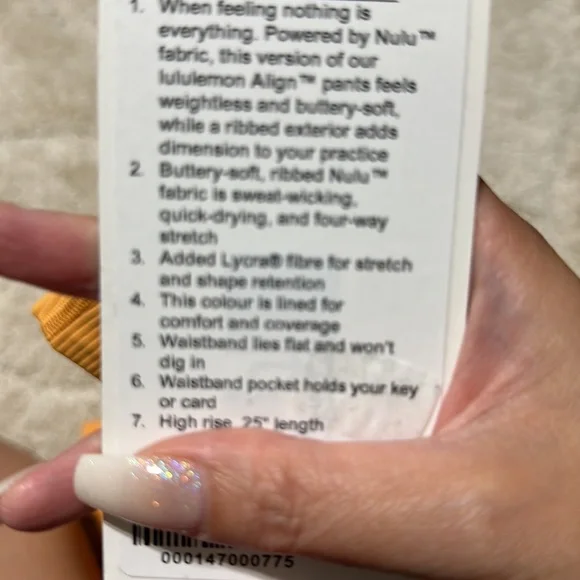 1. When feeling nothing is
everything. Powered by Nulu™
fabric, this version of our
lululemon Align™ pants feels
weightless and buttery-soft,
while a ribbed exterior adds
dimension to your practice
2. Buttery-soft, ribbed Nulu™
fabric is sweat-wicking,
quick-drying, and four-way
stretch
3. Added Lycra® fibre for stretch
and shape retention
4. This colour is lined for
comfort and coverage
5. Waistband lies flat and won't
dig in
6. Waistband pocket holds your key
or card
7. High rise, 25" length
000147000775